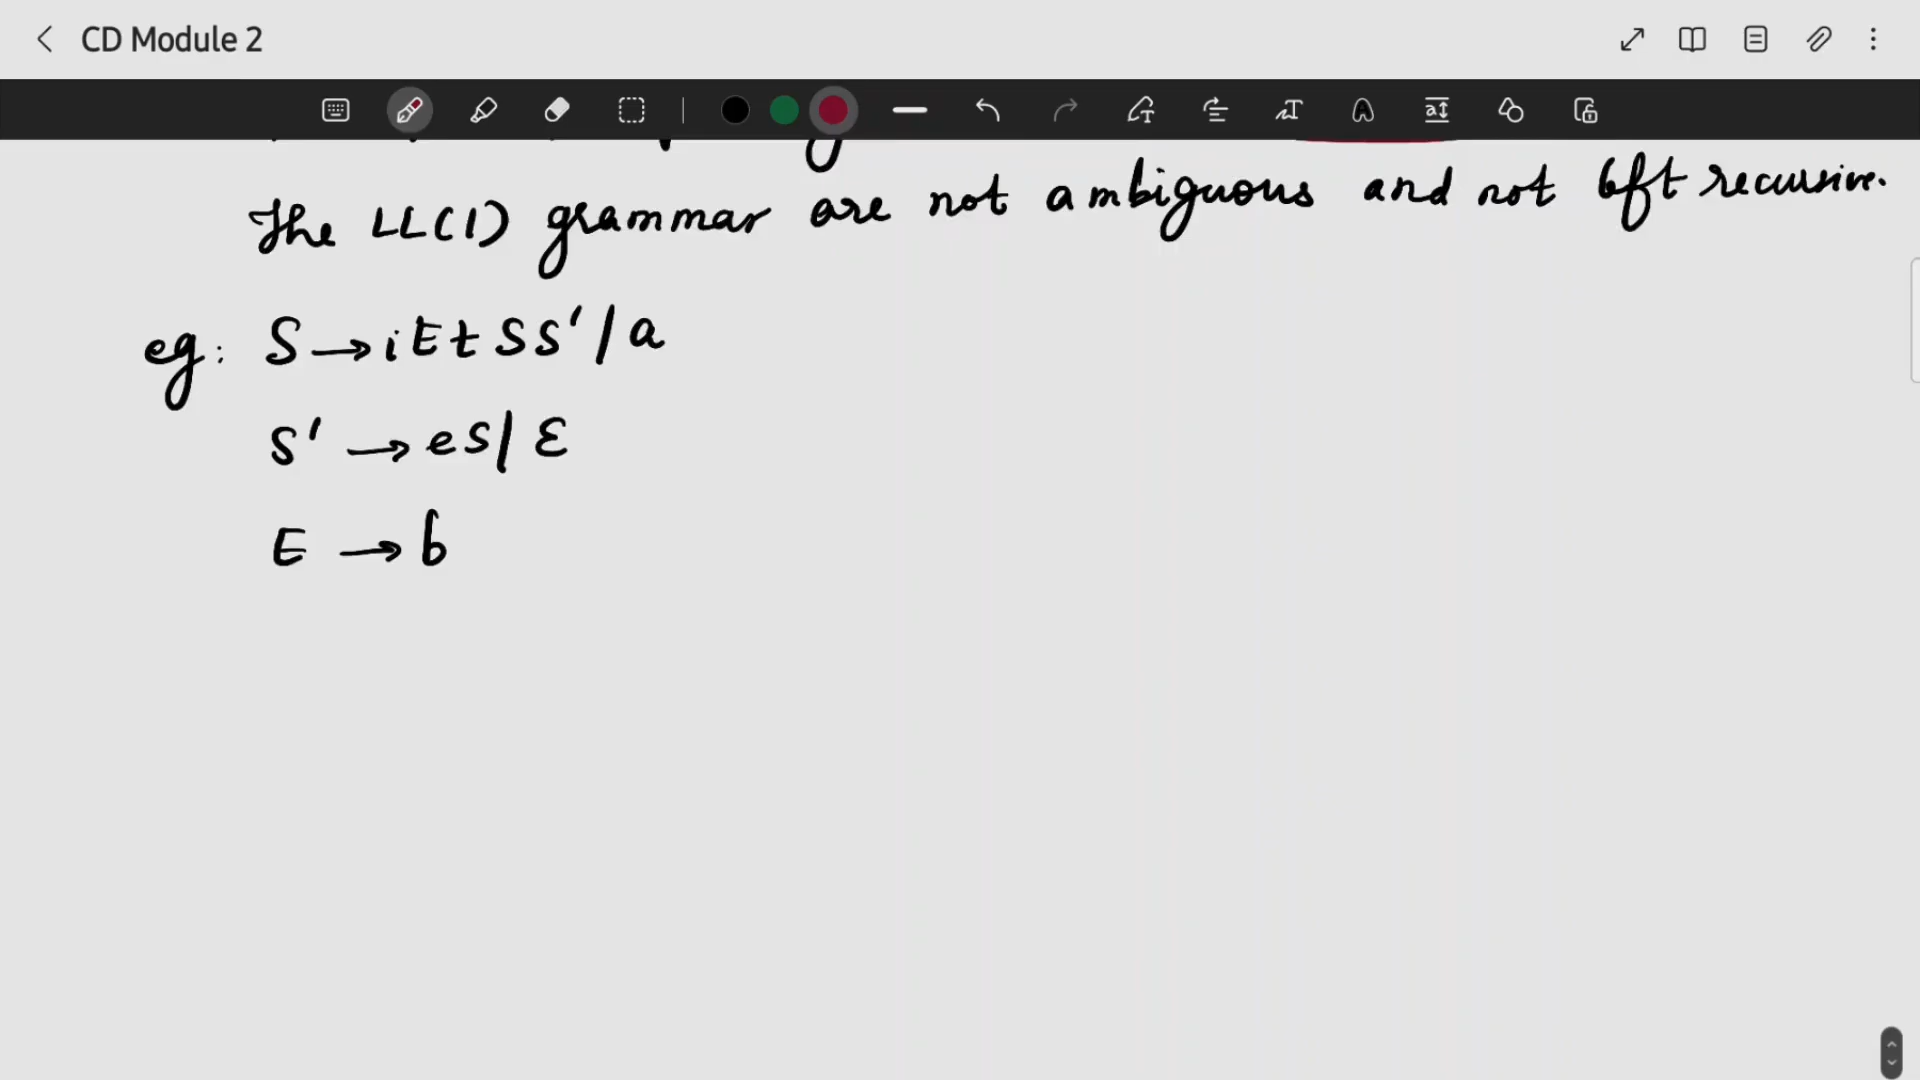 CD Module 2
The LL(1) grammar are not ambiguous and not left recursive.
eg: S → iEtSS' / a
S' → eS / ε
E → b